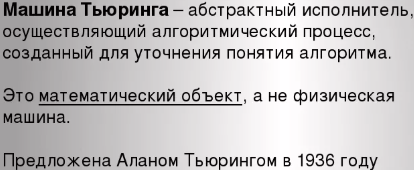 Машина Тьюринга – абстрактный исполнитель,
осуществляющий алгоритмический процесс,
созданный для уточнения понятия алгоритма.
Это математический объект, а не физическая
машина.
Предложена Аланом Тьюрингом в 1936 году